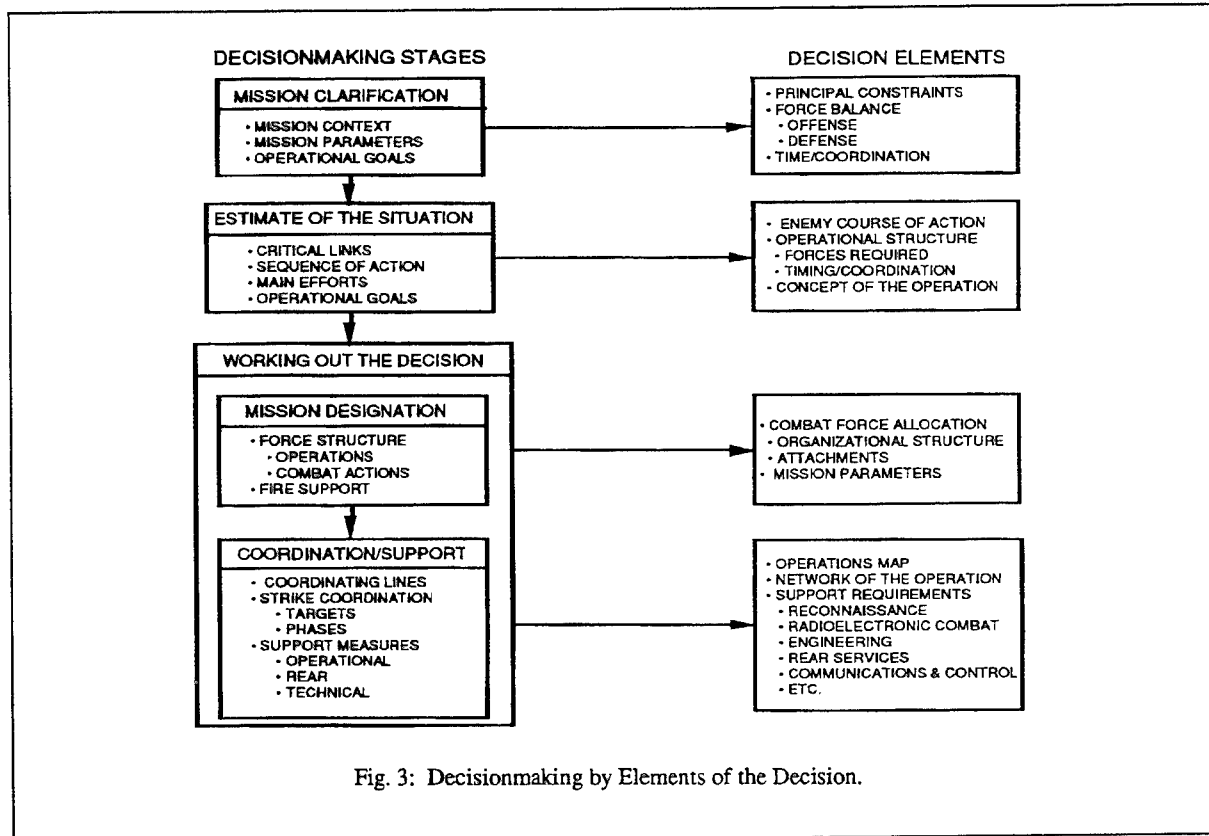 DECISIONMAKING STAGES
DECISION ELEMENTS
MISSION CLARIFICATION
• MISSION CONTEXT
• MISSION PARAMETERS
• OPERATIONAL GOALS
• PRINCIPAL CONSTRAINTS
• FORCE BALANCE
• OFFENSE
• DEFENSE
• TIME/COORDINATION
ESTIMATE OF THE SITUATION
• CRITICAL LINKS
• SEQUENCE OF ACTION
• MAIN EFFORTS
• OPERATIONAL GOALS
• ENEMY COURSE OF ACTION
• OPERATIONAL STRUCTURE
• FORCES REQUIRED
• TIMING/COORDINATION
• CONCEPT OF THE OPERATION
WORKING OUT THE DECISION
MISSION DESIGNATION
• FORCE STRUCTURE
• OPERATIONS
• COMBAT ACTIONS
• FIRE SUPPORT
• COMBAT FORCE ALLOCATION
• ORGANIZATIONAL STRUCTURE
• ATTACHMENTS
• MISSION PARAMETERS
COORDINATION/SUPPORT
• COORDINATING LINES
• STRIKE COORDINATION
• TARGETS
• PHASES
• SUPPORT MEASURES
• OPERATIONAL
• REAR
• TECHNICAL
• OPERATIONS MAP
• NETWORK OF THE OPERATION
• SUPPORT REQUIREMENTS
• RECONNAISSANCE
• RADIOELECTRONIC COMBAT
• ENGINEERING
• REAR SERVICES
• COMMUNICATIONS & CONTROL
• ETC.
Fig. 3: Decisionmaking by Elements of the Decision.